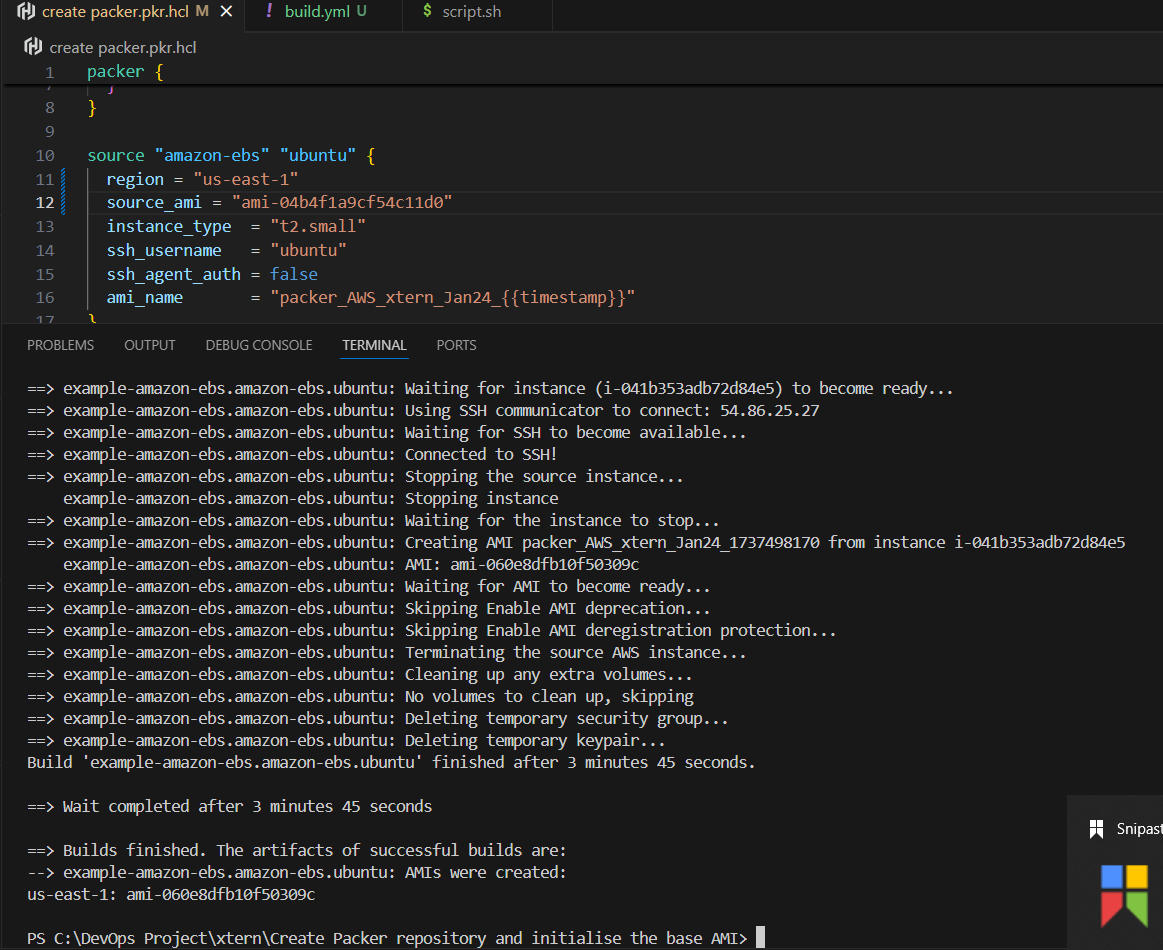 create packer.pkr.hcl M × ! build.yml U $ script.sh
create packer.pkr.hcl
1 packer {
7 }
8 }
9
10 source "amazon-ebs" "ubuntu" {
11 region = "us-east-1"
12 source_ami = "ami-04b4f1a9cf54c11d0"
13 instance_type = "t2.small"
14 ssh_username = "ubuntu"
15 ssh_agent_auth = false
16 ami_name = "packer_AWS_xtern_Jan24_{{timestamp}}"
17 }
PROBLEMS OUTPUT DEBUG CONSOLE TERMINAL PORTS
==> example-amazon-ebs.amazon-ebs.ubuntu: Waiting for instance (i-041b353adb72d84e5) to become ready...
==> example-amazon-ebs.amazon-ebs.ubuntu: Using SSH communicator to connect: 54.86.25.27
==> example-amazon-ebs.amazon-ebs.ubuntu: Waiting for SSH to become available...
==> example-amazon-ebs.amazon-ebs.ubuntu: Connected to SSH!
==> example-amazon-ebs.amazon-ebs.ubuntu: Stopping the source instance...
example-amazon-ebs.amazon-ebs.ubuntu: Stopping instance
==> example-amazon-ebs.amazon-ebs.ubuntu: Waiting for the instance to stop...
==> example-amazon-ebs.amazon-ebs.ubuntu: Creating AMI packer_AWS_xtern_Jan24_1737498170 from instance i-041b353adb72d84e5
example-amazon-ebs.amazon-ebs.ubuntu: AMI: ami-060e8dfb10f50309c
==> example-amazon-ebs.amazon-ebs.ubuntu: Waiting for AMI to become ready...
==> example-amazon-ebs.amazon-ebs.ubuntu: Skipping Enable AMI deprecation...
==> example-amazon-ebs.amazon-ebs.ubuntu: Skipping Enable AMI deregistration protection...
==> example-amazon-ebs.amazon-ebs.ubuntu: Terminating the source AWS instance...
==> example-amazon-ebs.amazon-ebs.ubuntu: Cleaning up any extra volumes...
==> example-amazon-ebs.amazon-ebs.ubuntu: No volumes to clean up, skipping
==> example-amazon-ebs.amazon-ebs.ubuntu: Deleting temporary security group...
==> example-amazon-ebs.amazon-ebs.ubuntu: Deleting temporary keypair...
Build 'example-amazon-ebs.amazon-ebs.ubuntu' finished after 3 minutes 45 seconds.
==> Wait completed after 3 minutes 45 seconds
==> Builds finished. The artifacts of successful builds are:
--> example-amazon-ebs.amazon-ebs.ubuntu: AMIs were created:
us-east-1: ami-060e8dfb10f50309c
PS C:\DevOps Project\xtern\Create Packer repository and initialise the base AMI>
Snipast